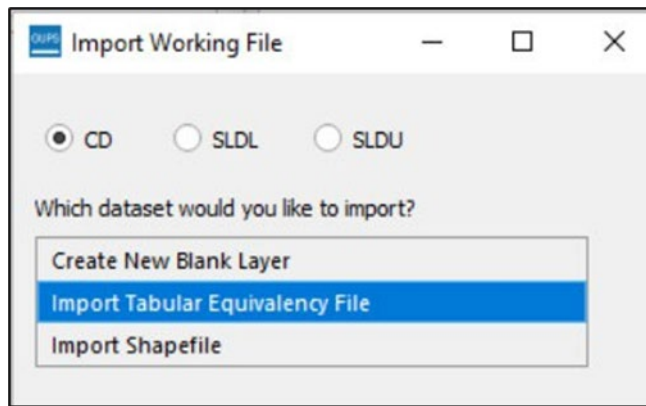 GUPS Import Working File
CD SLDL SLDU
Which dataset would you like to import?
Create New Blank Layer
Import Tabular Equivalency File
Import Shapefile